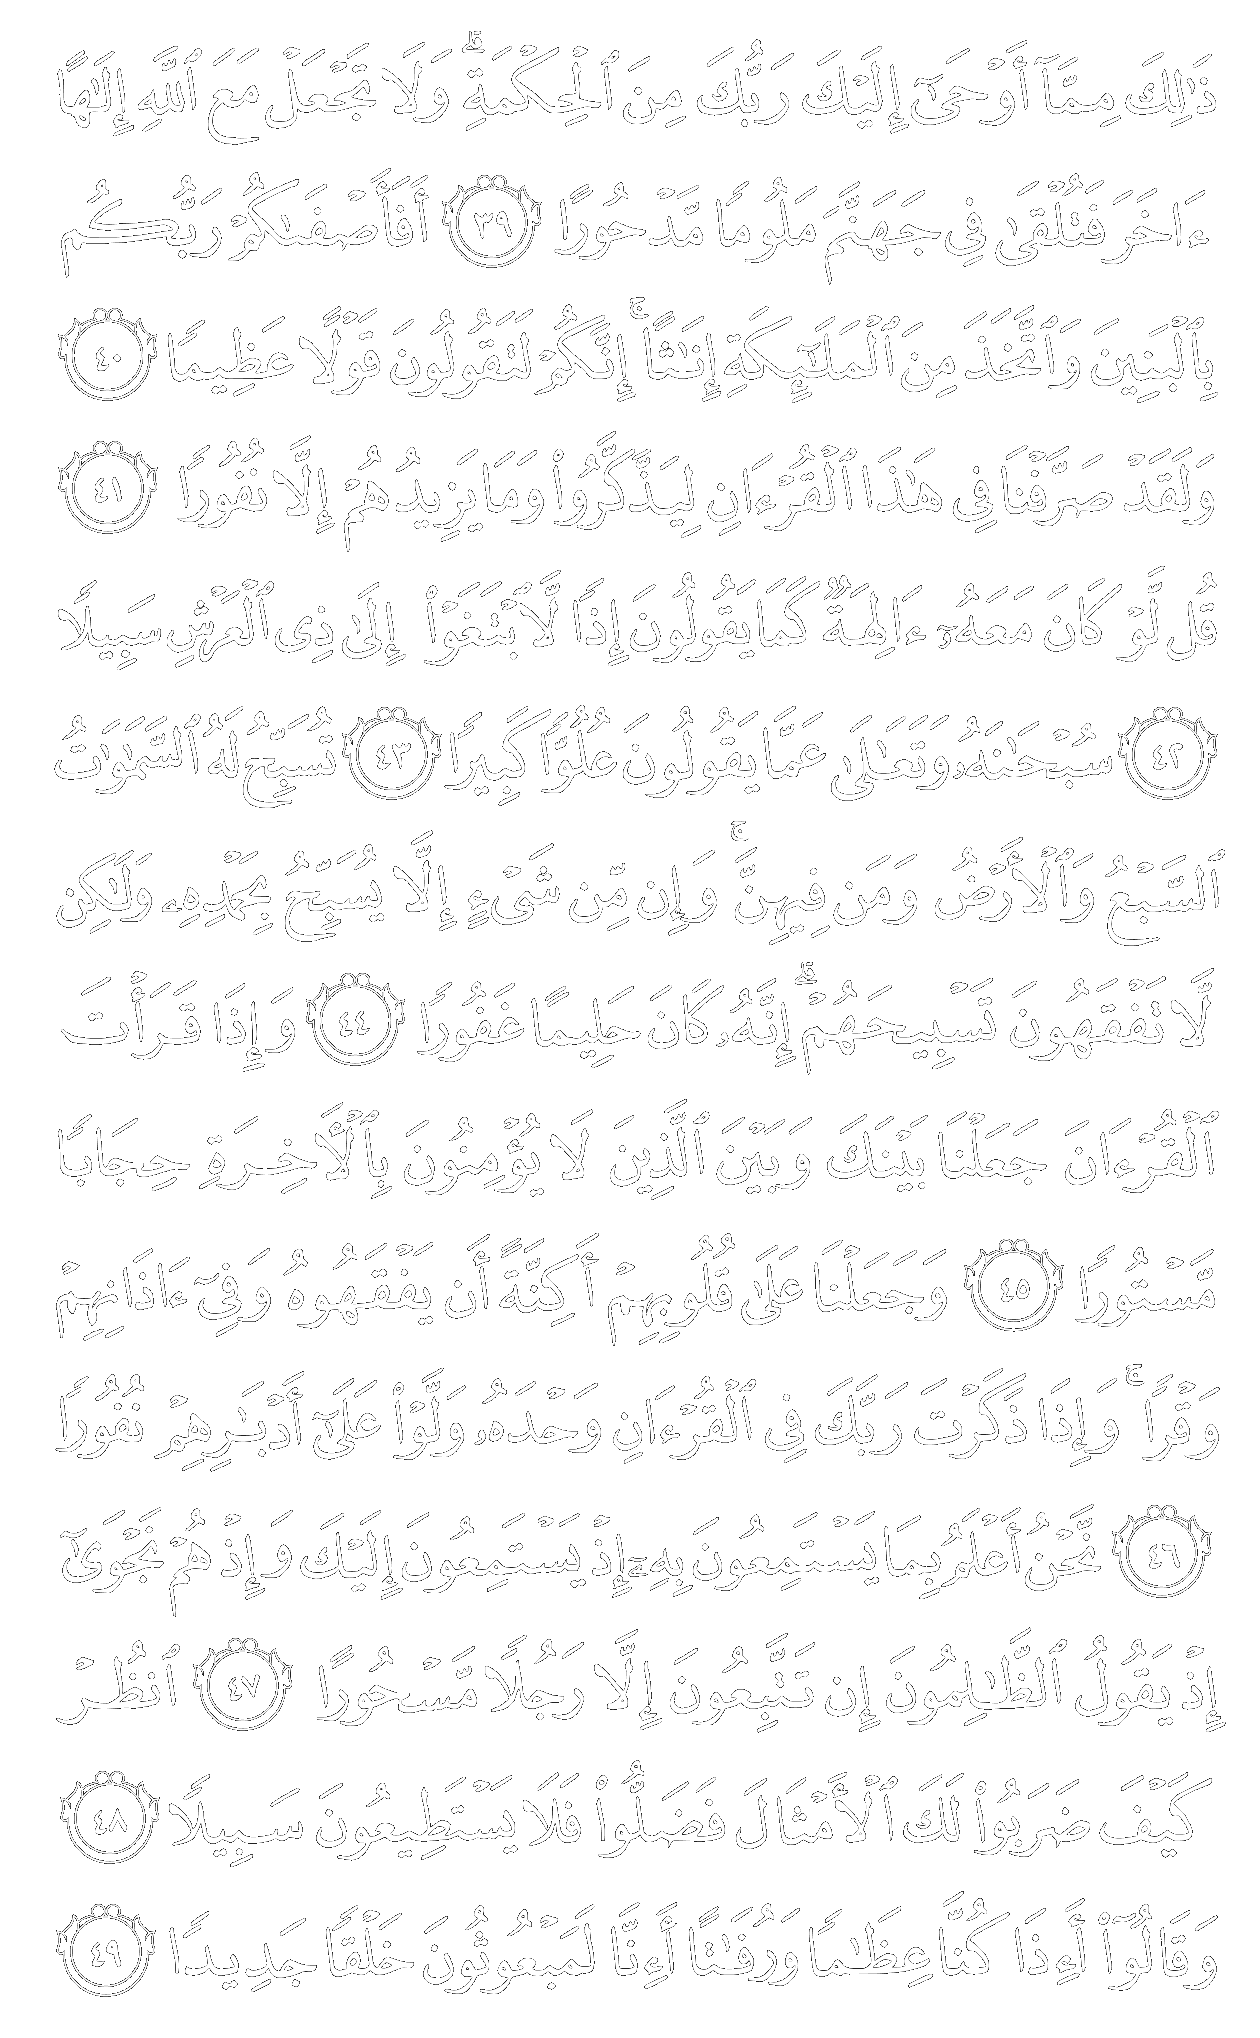 ذَٰلِكَ مِمَّآ أَوْحَىٰٓ إِلَيْكَ رَبُّكَ مِنَ ٱلْحِكْمَةِ ۗ وَلَا تَجْعَلْ مَعَ ٱللَّهِ إِلَٰهًا
ءَاخَرَ فَتُلْقَىٰ فِى جَهَنَّمَ مَلُومًا مَّدْحُورًا ٣٩ أَفَأَصْفَىٰكُمْ رَبُّكُم
بِٱلْبَنِينَ وَٱتَّخَذَ مِنَ ٱلْمَلَٰٓئِكَةِ إِنَٰثًا ۚ إِنَّكُمْ لَتَقُولُونَ قَوْلًا عَظِيمًا ٤٠
وَلَقَدْ صَرَّفْنَا فِى هَٰذَا ٱلْقُرْءَانِ لِيَذَّكَّرُوا۟ وَمَا يَزِيدُهُمْ إِلَّا نُفُورًا ٤١
قُل لَّوْ كَانَ مَعَهُۥٓ ءَالِهَةٌ كَمَا يَقُولُونَ إِذًا لَّٱبْتَغَوْا۟ إِلَىٰ ذِى ٱلْعَرْشِ سَبِيلًا
٤٢ سُبْحَٰنَهُۥ وَتَعَٰلَىٰ عَمَّا يَقُولُونَ عُلُوًّا كَبِيرًا ٤٣ تُسَبِّحُ لَهُ ٱلسَّمَٰوَٰتُ
ٱلسَّبْعُ وَٱلْأَرْضُ وَمَن فِيهِنَّ ۚ وَإِن مِّن شَىْءٍ إِلَّا يُسَبِّحُ بِحَمْدِهِۦ وَلَٰكِن
لَّا تَفْقَهُونَ تَسْبِيحَهُمْ ۗ إِنَّهُۥ كَانَ حَلِيمًا غَفُورًا ٤٤ وَإِذَا قَرَأْتَ
ٱلْقُرْءَانَ جَعَلْنَا بَيْنَكَ وَبَيْنَ ٱلَّذِينَ لَا يُؤْمِنُونَ بِٱلْءَاخِرَةِ حِجَابًا
مَّسْتُورًا ٤٥ وَجَعَلْنَا عَلَىٰ قُلُوبِهِمْ أَكِنَّةً أَن يَفْقَهُوهُ وَفِىٓ ءَاذَانِهِمْ
وَقْرًا ۚ وَإِذَا ذَكَرْتَ رَبَّكَ فِى ٱلْقُرْءَانِ وَحْدَهُۥ وَلَّوْا۟ عَلَىٰٓ أَدْبَٰرِهِمْ نُفُورًا
٤٦ نَّحْنُ أَعْلَمُ بِمَا يَسْتَمِعُونَ بِهِۦٓ إِذْ يَسْتَمِعُونَ إِلَيْكَ وَإِذْ هُمْ نَجْوَىٰٓ
إِذْ يَقُولُ ٱلظَّٰلِمُونَ إِن تَتَّبِعُونَ إِلَّا رَجُلًا مَّسْحُورًا ٤٧ ٱنظُرْ
كَيْفَ ضَرَبُوا۟ لَكَ ٱلْأَمْثَالَ فَضَلُّوا۟ فَلَا يَسْتَطِيعُونَ سَبِيلًا ٤٨
وَقَالُوٓا۟ أَءِذَا كُنَّا عِظَٰمًا وَرُفَٰتًا أَءِنَّا لَمَبْعُوثُونَ خَلْقًا جَدِيدًا ٤٩